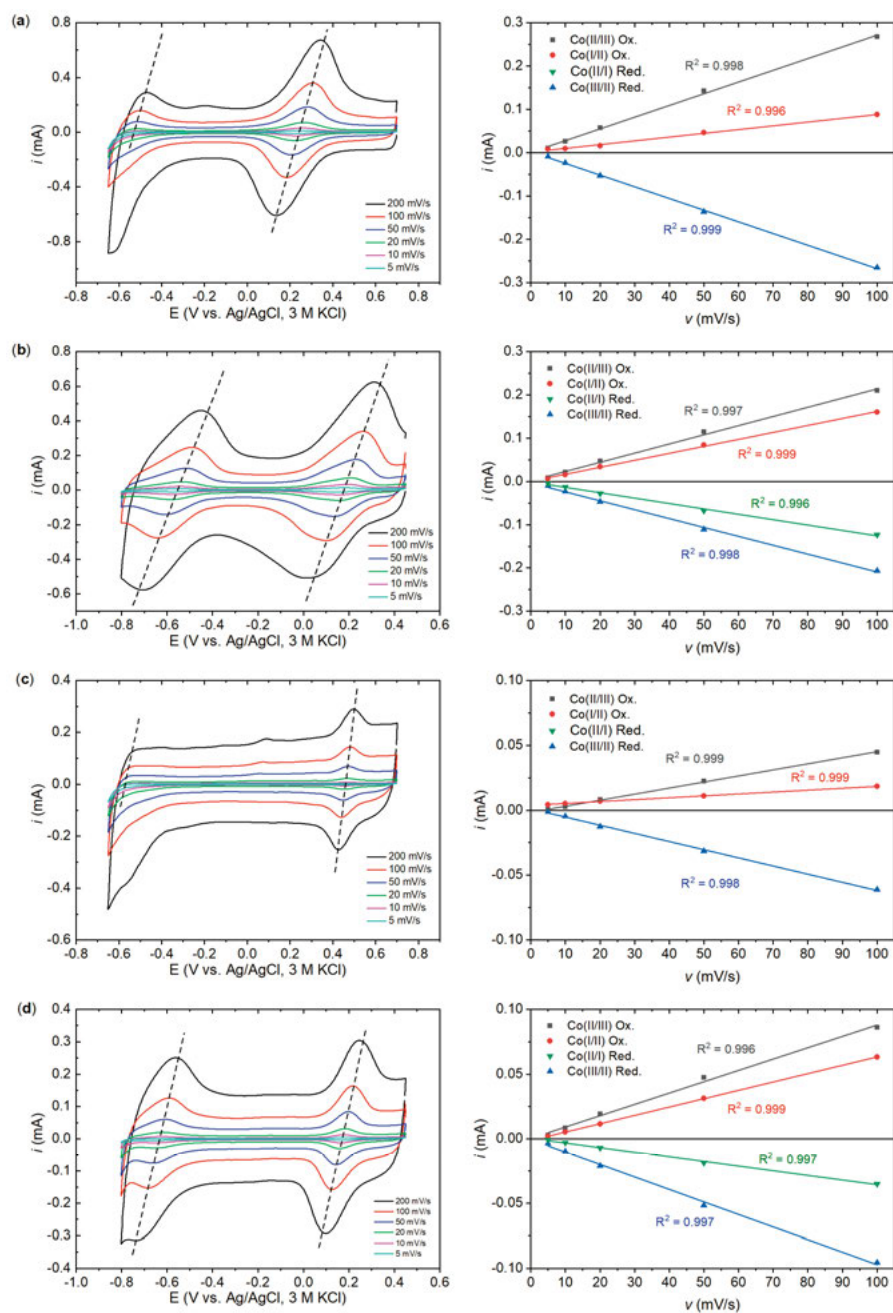 (a)
0.8
0.4
0.0
-0.4
-0.8
i (mA)
200 mV/s
100 mV/s
50 mV/s
20 mV/s
10 mV/s
5 mV/s
-0.8 -0.6 -0.4 -0.2 0.0 0.2 0.4 0.6 0.8
E (V vs. Ag/AgCl, 3 M KCl)
0.3
0.2
0.1
0.0
-0.1
-0.2
-0.3
i (mA)
Co(II/III) Ox.
Co(I/II) Ox.
Co(II/I) Red.
Co(III/II) Red.
R² = 0.998
R² = 0.996
R² = 0.999
0 10 20 30 40 50 60 70 80 90 100
v (mV/s)
(b)
0.8
0.6
0.4
0.2
0.0
-0.2
-0.4
-0.6
i (mA)
200 mV/s
100 mV/s
50 mV/s
20 mV/s
10 mV/s
5 mV/s
-1.0 -0.8 -0.6 -0.4 -0.2 0.0 0.2 0.4 0.6
E (V vs. Ag/AgCl, 3 M KCl)
0.3
0.2
0.1
0.0
-0.1
-0.2
-0.3
i (mA)
Co(II/III) Ox.
Co(I/II) Ox.
Co(II/I) Red.
Co(III/II) Red.
R² = 0.997
R² = 0.999
R² = 0.996
R² = 0.998
0 10 20 30 40 50 60 70 80 90 100
v (mV/s)
(c)
0.4
0.2
0.0
-0.2
-0.4
-0.6
i (mA)
200 mV/s
100 mV/s
50 mV/s
20 mV/s
10 mV/s
5 mV/s
-0.8 -0.6 -0.4 -0.2 0.0 0.2 0.4 0.6 0.8
E (V vs. Ag/AgCl, 3 M KCl)
0.10
0.05
0.00
-0.05
-0.10
i (mA)
Co(II/III) Ox.
Co(I/II) Ox.
Co(II/I) Red.
Co(III/II) Red.
R² = 0.999
R² = 0.999
R² = 0.998
0 10 20 30 40 50 60 70 80 90 100
v (mV/s)
(d)
0.4
0.3
0.2
0.1
0.0
-0.1
-0.2
-0.3
-0.4
i (mA)
200 mV/s
100 mV/s
50 mV/s
20 mV/s
10 mV/s
5 mV/s
-1.0 -0.8 -0.6 -0.4 -0.2 0.0 0.2 0.4 0.6
E (V vs. Ag/AgCl, 3 M KCl)
0.10
0.05
0.00
-0.05
-0.10
i (mA)
Co(II/III) Ox.
Co(I/II) Ox.
Co(II/I) Red.
Co(III/II) Red.
R² = 0.996
R² = 0.999
R² = 0.997
R² = 0.997
0 10 20 30 40 50 60 70 80 90 100
v (mV/s)